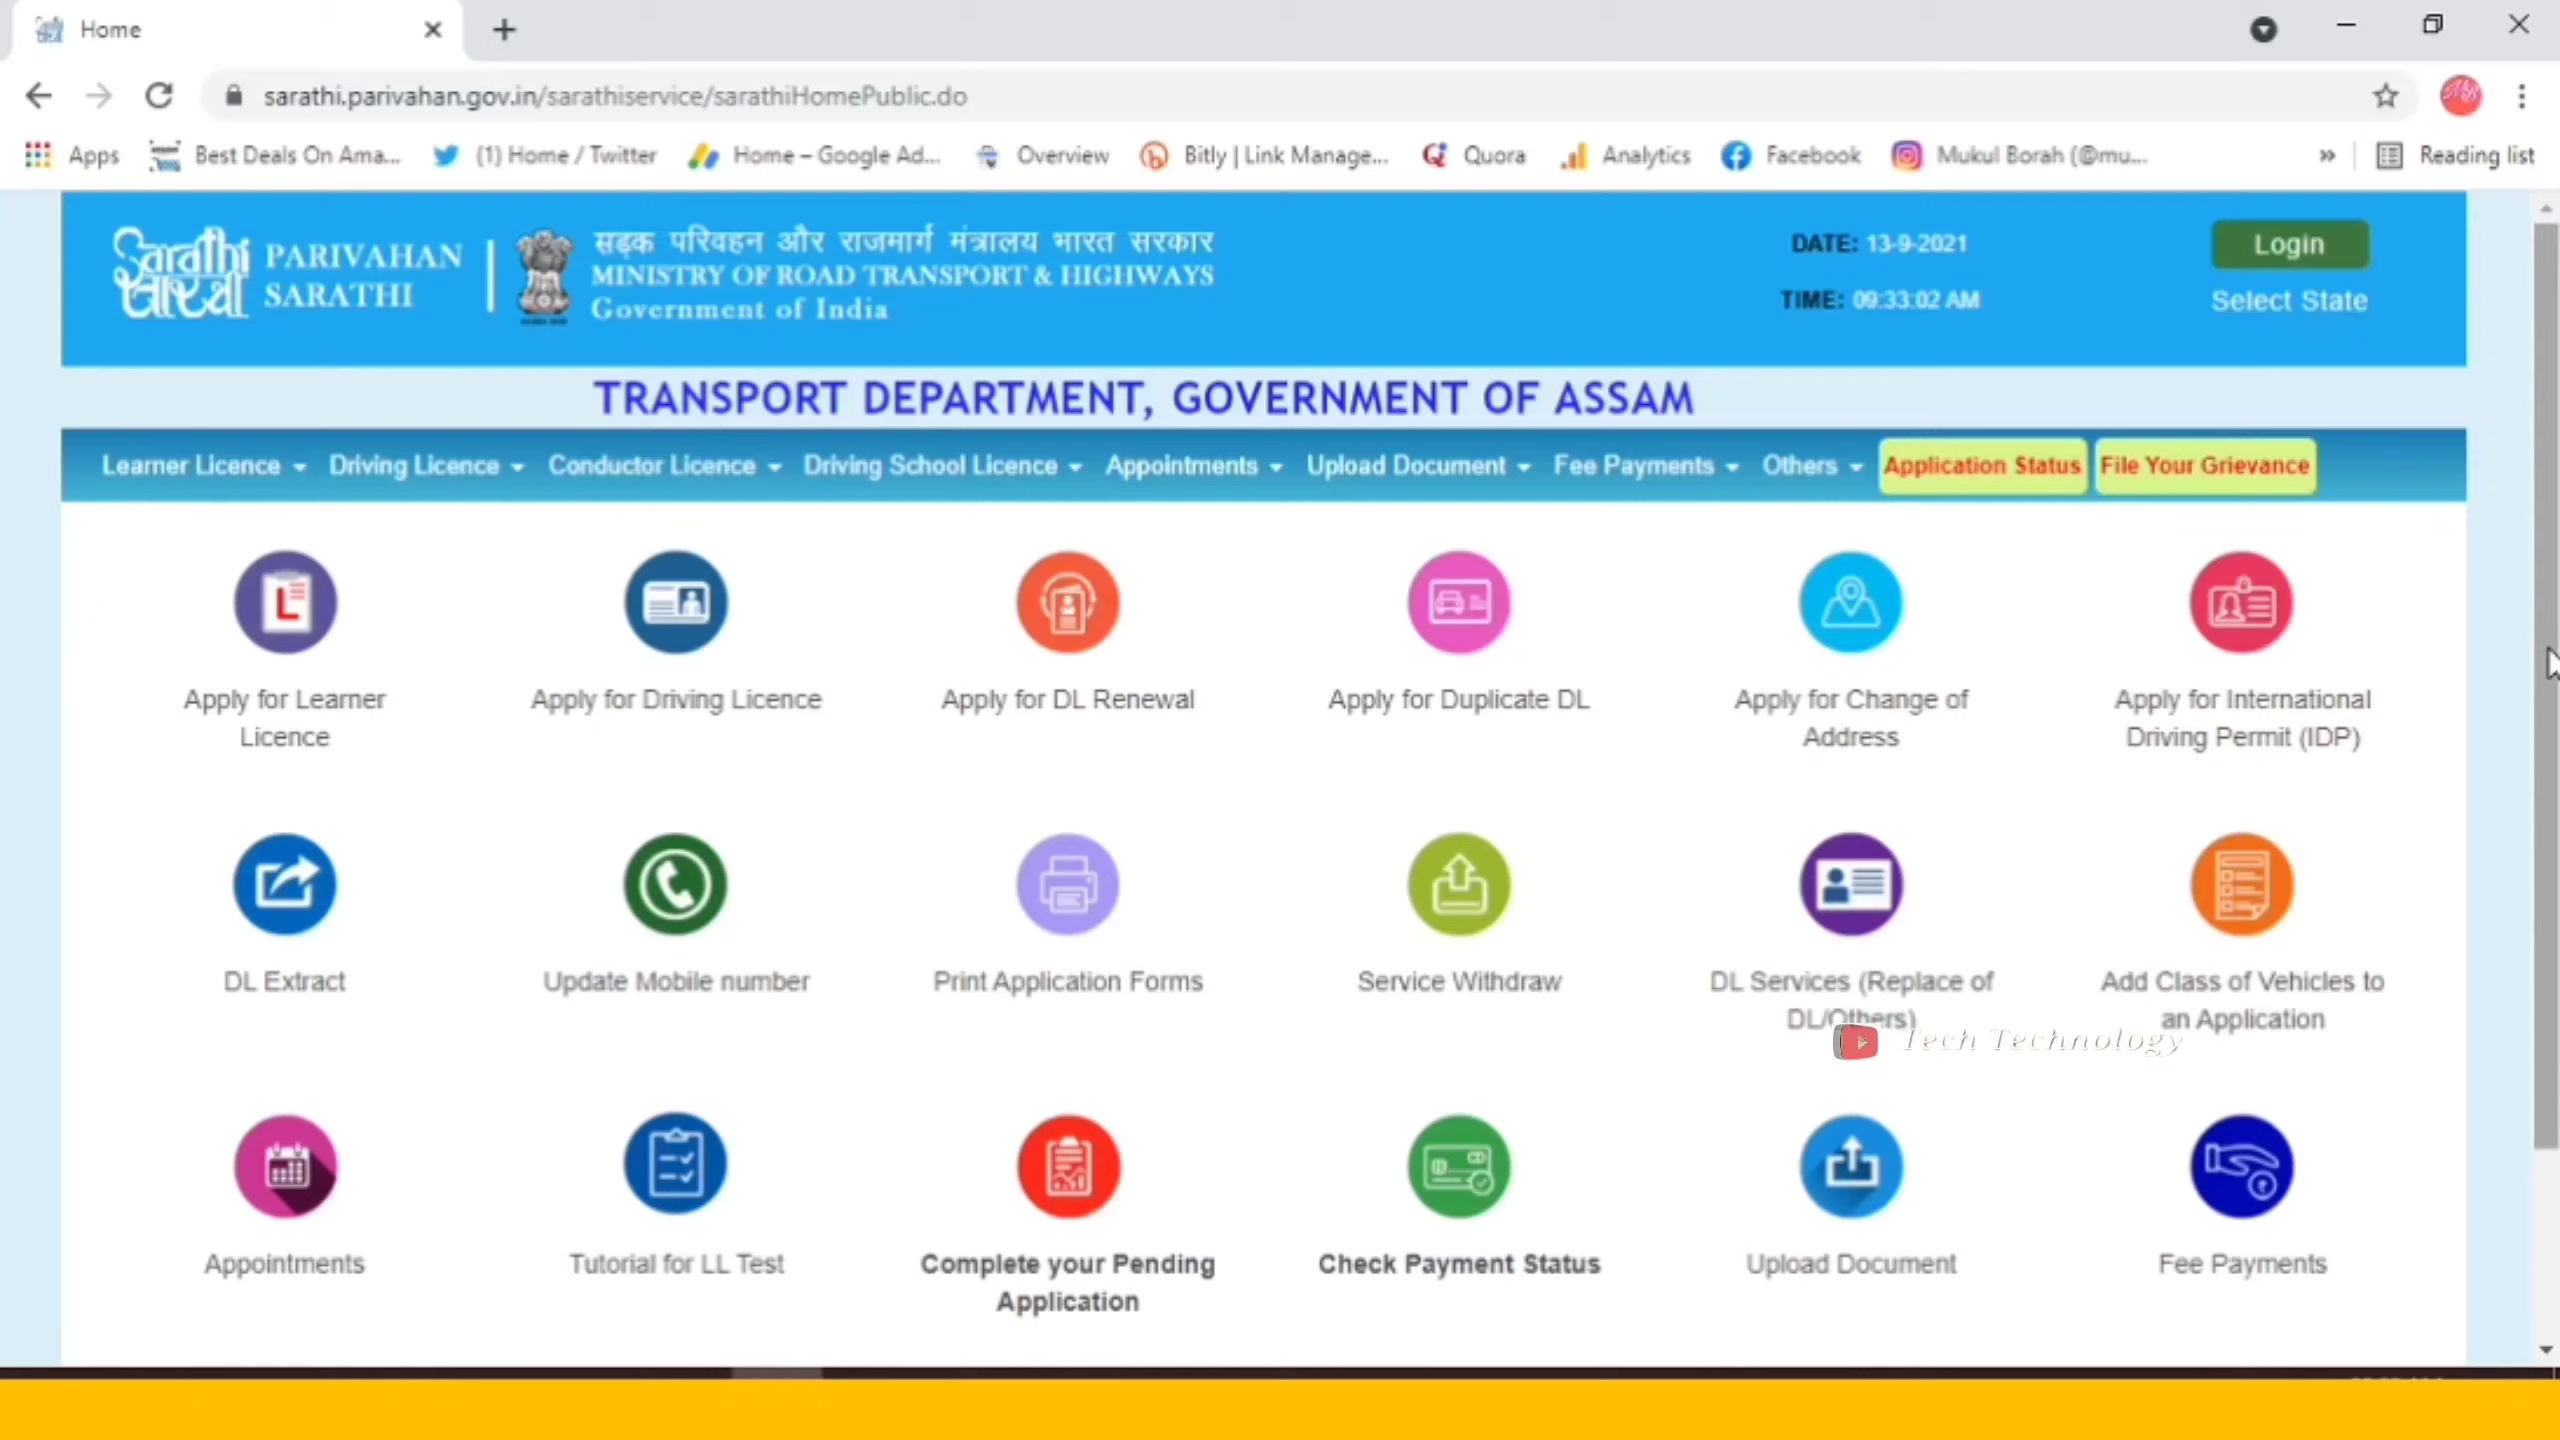 Home
sarathi.parivahan.gov.in/sarathiservice/sarathiHomePublic.do
Apps Best Deals On Ama... (1) Home / Twitter Home – Google Ad... Overview Bitly | Link Manage... Quora Analytics Facebook Mukul Borah (@mu... » Reading list
Sarathi
सारथी
PARIVAHAN
SARATHI
सड़क परिवहन और राजमार्ग मंत्रालय भारत सरकार
MINISTRY OF ROAD TRANSPORT & HIGHWAYS
Government of India
DATE: 13-9-2021
TIME: 09:33:02 AM
Login
Select State
TRANSPORT DEPARTMENT, GOVERNMENT OF ASSAM
Learner Licence Driving Licence Conductor Licence Driving School Licence Appointments Upload Document Fee Payments Others Application Status File Your Grievance
L
Apply for Learner
Licence
Apply for Driving Licence
Apply for DL Renewal
Apply for Duplicate DL
Apply for Change of
Address
Apply for International
Driving Permit (IDP)
DL Extract
Update Mobile number
Print Application Forms
Service Withdraw
DL Services (Replace of
DL/Others)
Add Class of Vehicles to
an Application
Tech Technology
Appointments
Tutorial for LL Test
Complete your Pending
Application
Check Payment Status
Upload Document
Fee Payments